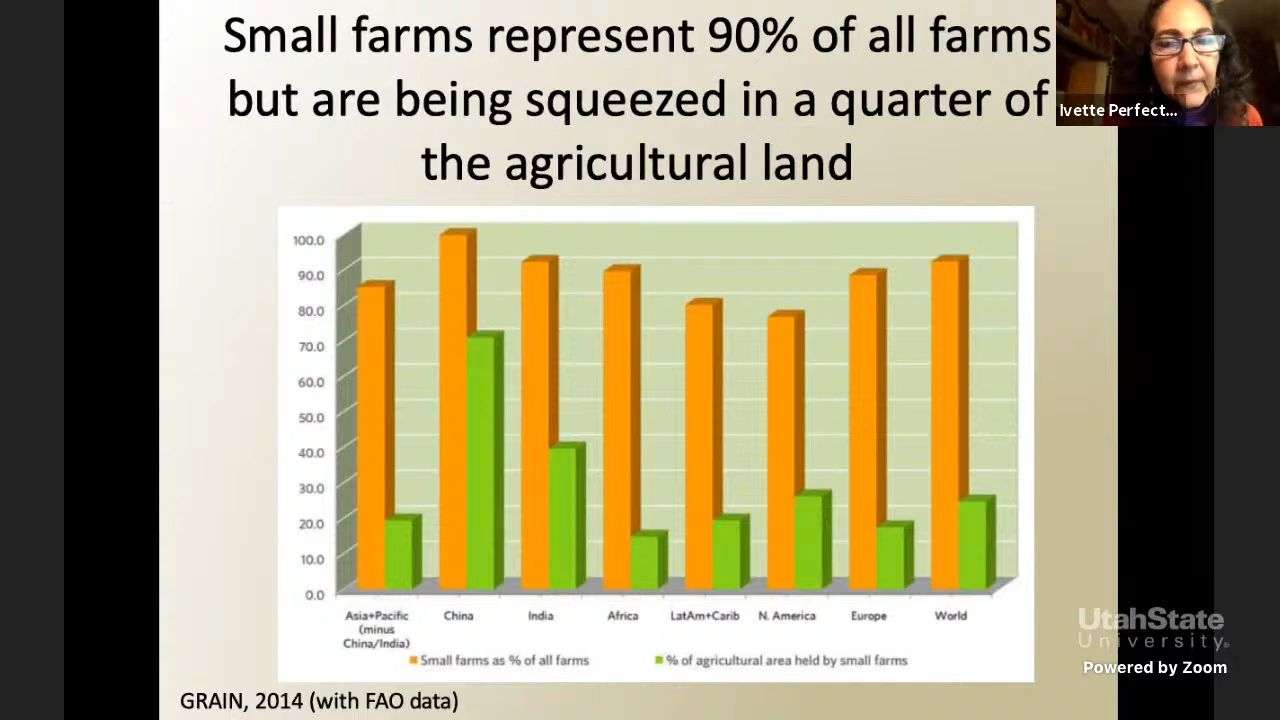 Small farms represent 90% of all farms
but are being squeezed in a quarter of
the agricultural land
Ivette Perfect...
100.0
90.0
80.0
70.0
60.0
50.0
40.0
30.0
20.0
10.0
0.0
Asia+Pacific
(minus
China/India)
China
India
Africa
LatAm+Carib
N. America
Europe
World
Small farms as % of all farms
% of agricultural area held by small farms
GRAIN, 2014 (with FAO data)
UtahState
University
Powered by Zoom